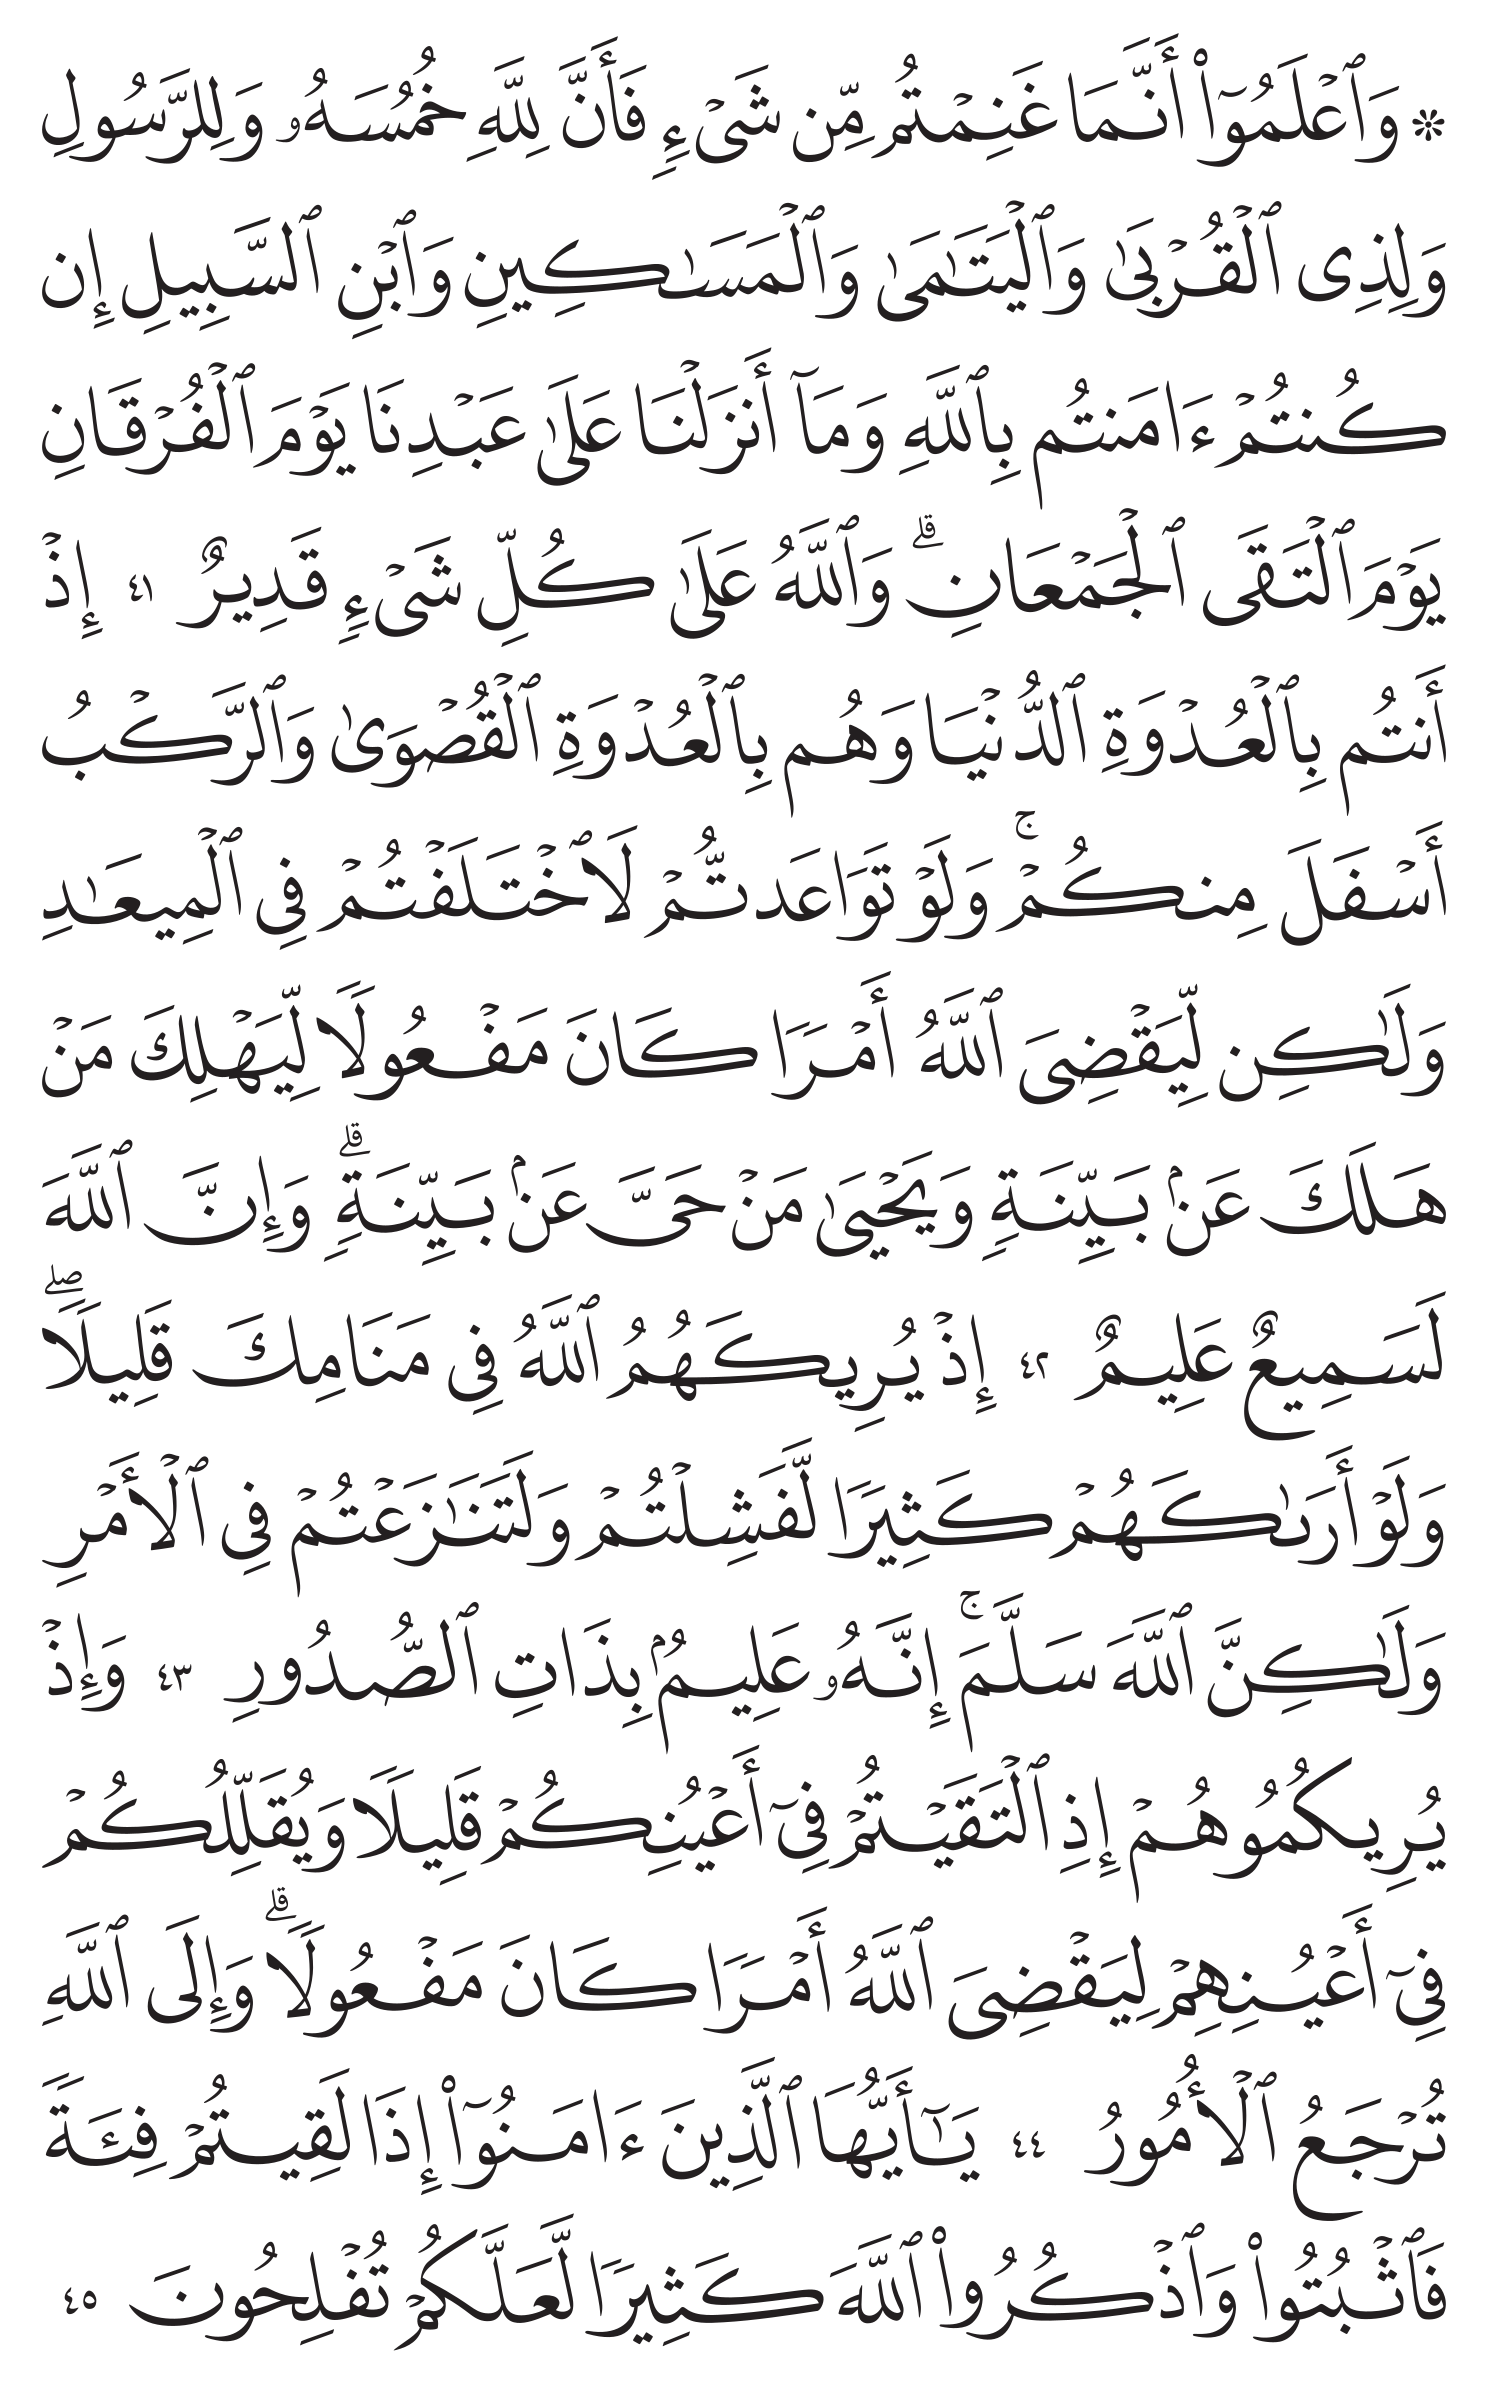 * وَٱعْلَمُوٓا۟ أَنَّمَا غَنِمْتُم مِّن شَىْءٍ فَأَنَّ لِلَّهِ خُمُسَهُۥ وَلِلرَّسُولِ
وَلِذِى ٱلْقُرْبَىٰ وَٱلْيَتَـٰمَىٰ وَٱلْمَسَـٰكِينِ وَٱبْنِ ٱلسَّبِيلِ إِن
كُنتُمْ ءَامَنتُم بِٱللَّهِ وَمَآ أَنزَلْنَا عَلَىٰ عَبْدِنَا يَوْمَ ٱلْفُرْقَانِ
يَوْمَ ٱلْتَقَى ٱلْجَمْعَانِ ۗ وَٱللَّهُ عَلَىٰ كُلِّ شَىْءٍ قَدِيرٌ ٤١ إِذْ
أَنتُم بِٱلْعُدْوَةِ ٱلدُّنْيَا وَهُم بِٱلْعُدْوَةِ ٱلْقُصْوَىٰ وَٱلرَّكْبُ
أَسْفَلَ مِنكُمْ ۚ وَلَوْ تَوَاعَدتُّمْ لَٱخْتَلَفْتُمْ فِى ٱلْمِيعَـٰدِ
وَلَـٰكِن لِّيَقْضِىَ ٱللَّهُ أَمْرًا كَانَ مَفْعُولًا لِّيَهْلِكَ مَنْ
هَلَكَ عَنۢ بَيِّنَةٍ وَيَحْيَىٰ مَنْ حَىَّ عَنۢ بَيِّنَةٍ ۗ وَإِنَّ ٱللَّهَ
لَسَمِيعٌ عَلِيمٌ ٤٢ إِذْ يُرِيكَهُمُ ٱللَّهُ فِى مَنَامِكَ قَلِيلًا ۖ
وَلَوْ أَرَىٰكَهُمْ كَثِيرًا لَّفَشِلْتُمْ وَلَتَنَـٰزَعْتُمْ فِى ٱلْأَمْرِ
وَلَـٰكِنَّ ٱللَّهَ سَلَّمَ ۚ إِنَّهُۥ عَلِيمٌۢ بِذَاتِ ٱلصُّدُورِ ٤٣ وَإِذْ
يُرِيكُمُوهُمْ إِذِ ٱلْتَقَيْتُمْ فِىٓ أَعْيُنِكُمْ قَلِيلًا وَيُقَلِّلُكُمْ
فِىٓ أَعْيُنِهِمْ لِيَقْضِىَ ٱللَّهُ أَمْرًا كَانَ مَفْعُولًا ۗ وَإِلَى ٱللَّهِ
تُرْجَعُ ٱلْأُمُورُ ٤٤ يَـٰٓأَيُّهَا ٱلَّذِينَ ءَامَنُوٓا۟ إِذَا لَقِيتُمْ فِئَةً
فَٱثْبُتُوا۟ وَٱذْكُرُوا۟ ٱللَّهَ كَثِيرًا لَّعَلَّكُمْ تُفْلِحُونَ ٤٥